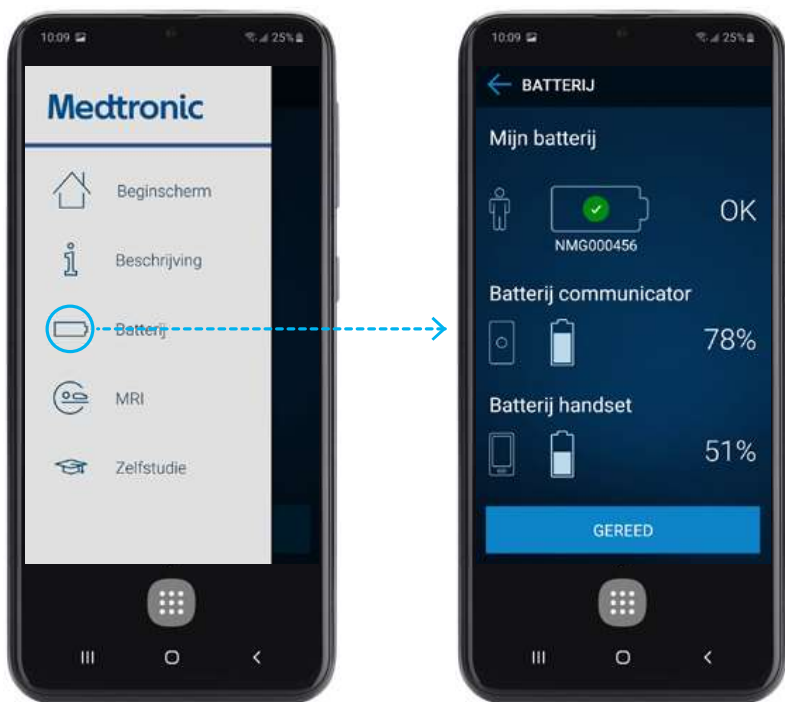 10:09 25%
Medtronic
Beginscherm
Beschrijving
Batterij
MRI
Zelfstudie
10:09 25%
BATTERIJ
Mijn batterij
OK
NMG000456
Batterij communicator
78%
Batterij handset
51%
GEREED